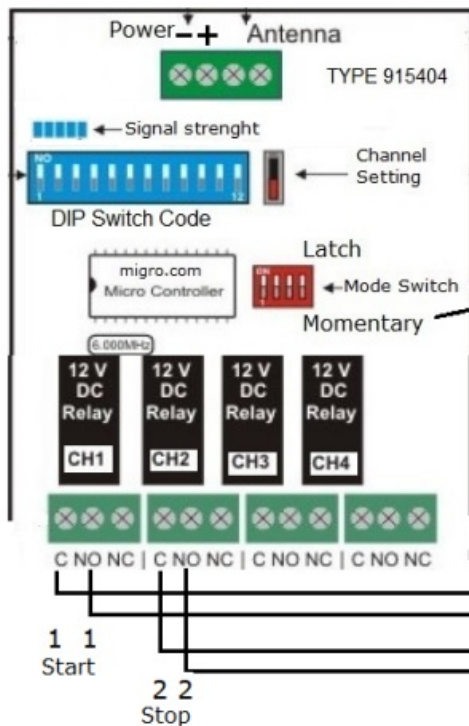 Power - + Antenna
TYPE 915404
Signal strenght
NO
1 12
Channel
Setting
DIP Switch Code
migro.com
Micro Controller
Latch
ON
1
Mode Switch
Momentary
6.000MHz
12 V DC Relay CH1
12 V DC Relay CH2
12 V DC Relay CH3
12 V DC Relay CH4
C NO NC | C NO NC | C NO NC | C NO NC
1 1
Start
2 2
Stop